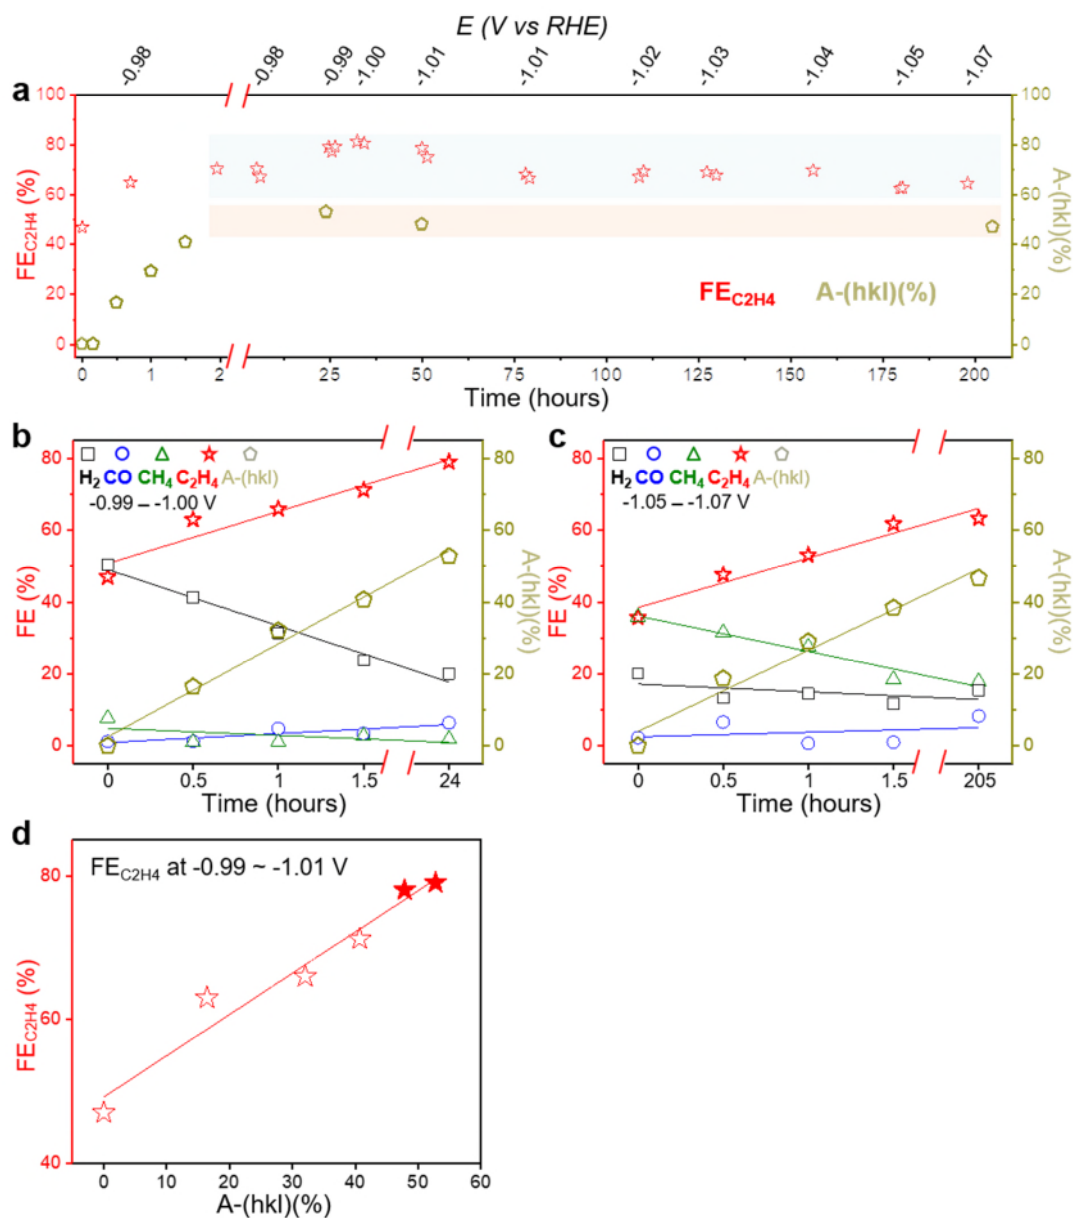 E (V vs RHE)
-0.98 -0.98 -0.99 -1.00 -1.01 -1.01 -1.02 -1.03 -1.04 -1.05 -1.07
a
100 80 60 40 20 0
FE_C2H4 (%)
100 80 60 40 20 0
A-(hkl)(%)
FE_C2H4 A-(hkl)(%)
0 1 2 25 50 75 100 125 150 175 200
Time (hours)
b
80 60 40 20 0
FE (%)
H2 CO CH4 C2H4 A-(hkl)
-0.99 – -1.00 V
80 60 40 20 0
A-(hkl)(%)
0 0.5 1 1.5 24
Time (hours)
c
80 60 40 20 0
FE (%)
H2 CO CH4 C2H4 A-(hkl)
-1.05 – -1.07 V
80 60 40 20 0
A-(hkl)(%)
0 0.5 1 1.5 205
Time (hours)
d
FE_C2H4 at -0.99 ~ -1.01 V
80 60 40
FE_C2H4 (%)
0 10 20 30 40 50 60
A-(hkl)(%)